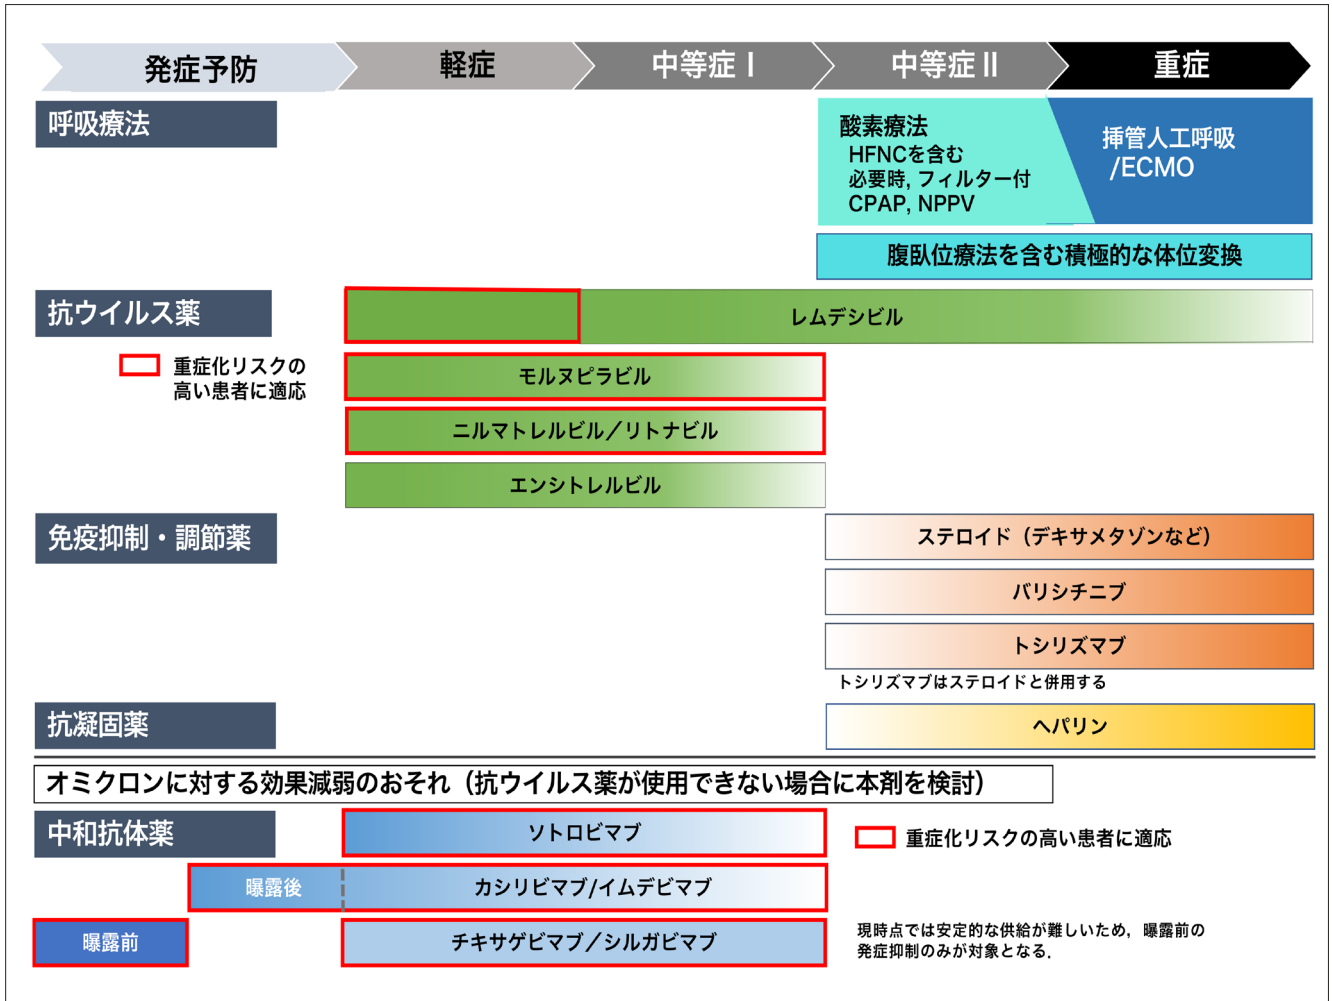 発症予防
軽症
中等症Ⅰ
中等症Ⅱ
重症
呼吸療法
酸素療法
HFNCを含む
必要時, フィルター付
CPAP, NPPV
挿管人工呼吸
/ECMO
腹臥位療法を含む積極的な体位変換
抗ウイルス薬
レムデシビル
重症化リスクの
高い患者に適応
モルヌピラビル
ニルマトレルビル／リトナビル
エンシトレルビル
免疫抑制・調節薬
ステロイド（デキサメタゾンなど）
バリシチニブ
トシリズマブ
トシリズマブはステロイドと併用する
抗凝固薬
ヘパリン
オミクロンに対する効果減弱のおそれ（抗ウイルス薬が使用できない場合に本剤を検討）
中和抗体薬
ソトロビマブ
重症化リスクの高い患者に適応
曝露後
カシリビマブ/イムデビマブ
曝露前
チキサゲビマブ／シルガビマブ
現時点では安定的な供給が難しいため，曝露前の
発症抑制のみが対象となる．